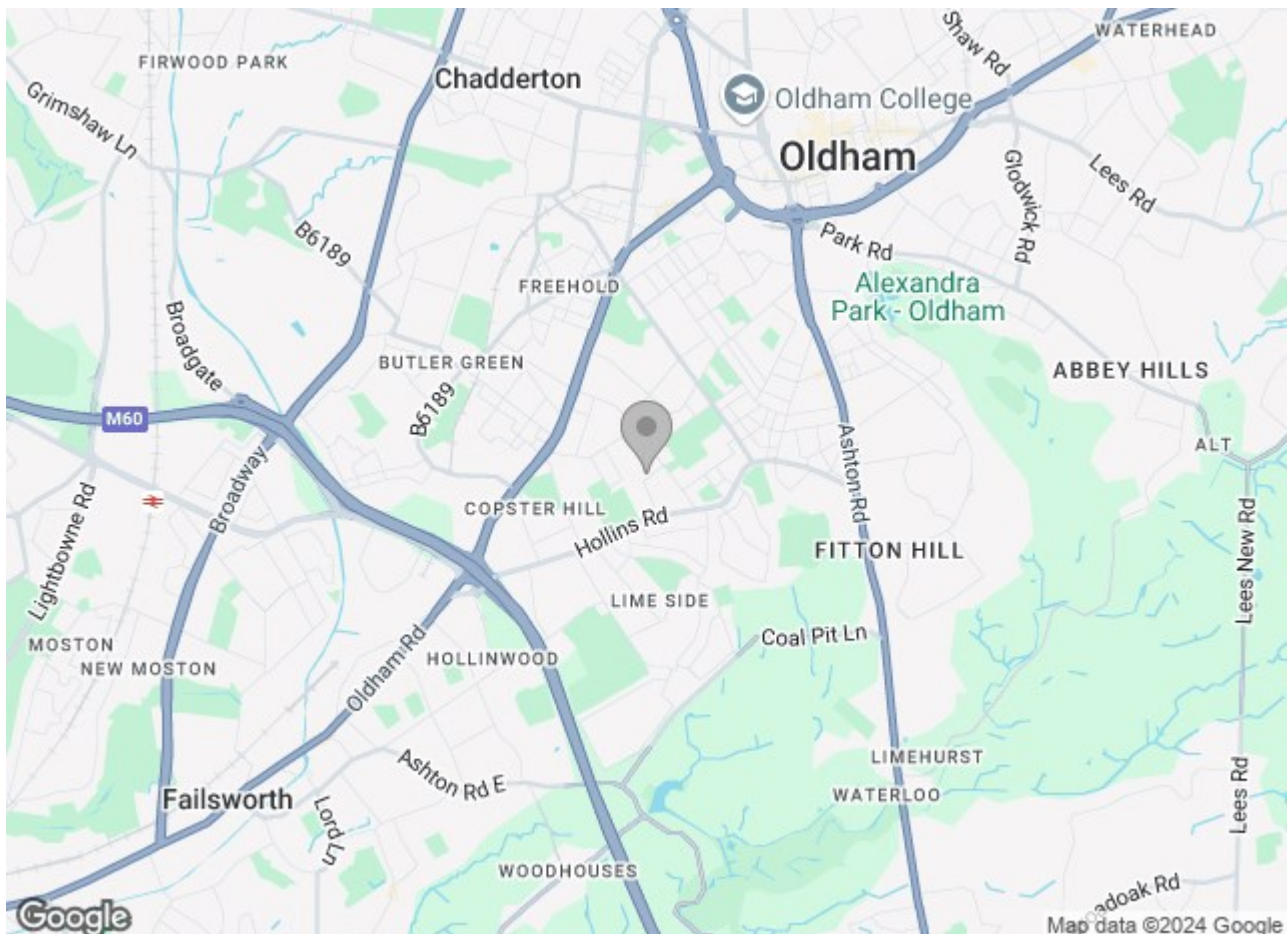 WATERHEAD
Shaw Rd
FIRWOOD PARK
Chadderton
Oldham College
Grimshaw Ln
Oldham
Glodwick Rd
Lees Rd
B6189
Park Rd
Alexandra
Park - Oldham
FREEHOLD
Broadgate
BUTLER GREEN
ABBEY HILLS
M60
B6189
ALT
Broadway
Ashton Rd
COPSTER HILL
Hollins Rd
FITTON HILL
Lightbowne Rd
Lees New Rd
LIME SIDE
Coal Pit Ln
MOSTON
NEW MOSTON
HOLLINWOOD
Oldham Rd
LIMEHURST
Ashton Rd E
WATERLOO
Failsworth
Lord Ln
Lees Rd
WOODHOUSES
adoak Rd
Google
Map data ©2024 Google